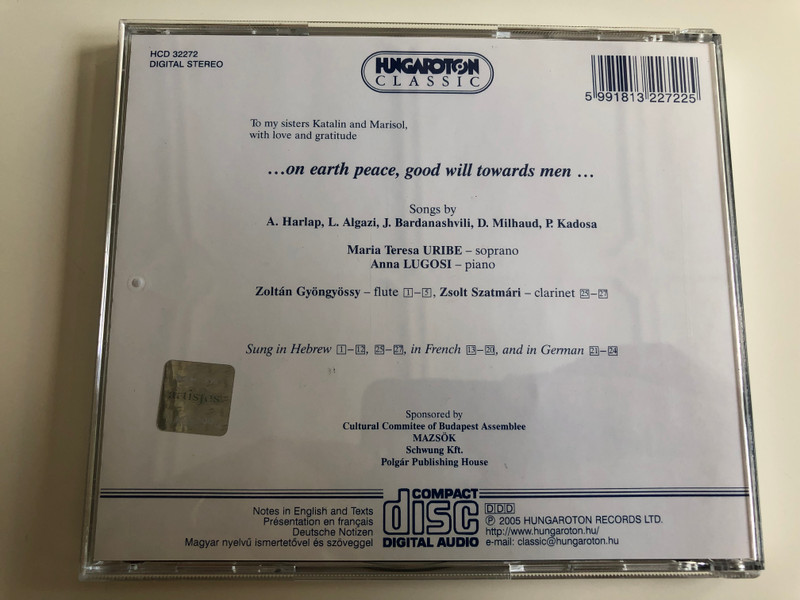 HCD 32272
DIGITAL STEREO
HUNGAROTON
CLASSIC
5 991813 227225
To my sisters Katalin and Marisol,
with love and gratitude
…on earth peace, good will towards men …
Songs by
A. Harlap, L. Algazi, J. Bardanashvili, D. Milhaud, P. Kadosa
Maria Teresa URIBE – soprano
Anna LUGOSI – piano
Zoltán Gyöngyössy – flute 1–5, Zsolt Szatmári – clarinet 25–27
Sung in Hebrew 1–12, 25–27, in French 13–20, and in German 21–24
artisjus
Sponsored by
Cultural Commitee of Budapest Assemblee
MAZSÖK
Schwung Kft.
Polgár Publishing House
Notes in English and Texts
Présentation en français
Deutsche Notizen
Magyar nyelvű ismertetővel és szöveggel
COMPACT
disc
DIGITAL AUDIO
DDD
℗ 2005 HUNGAROTON RECORDS LTD.
http://www.hungaroton.hu/
e-mail: classic@hungaroton.hu